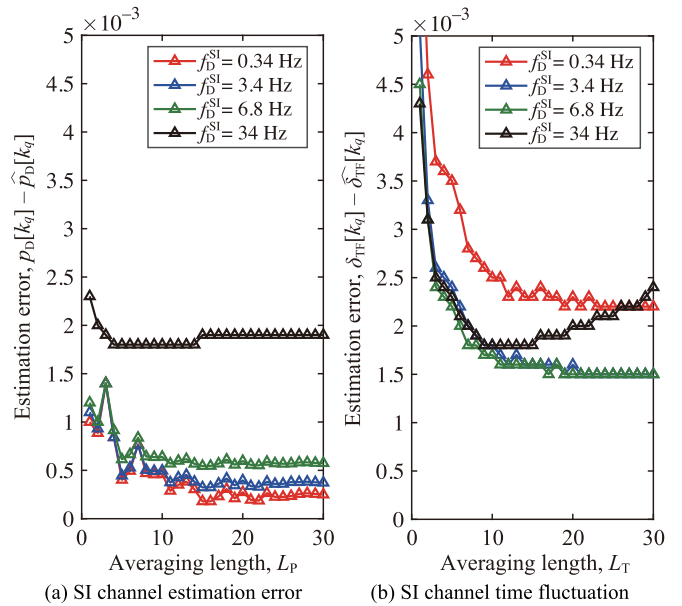 × 10⁻³
5
4.5
4
3.5
3
2.5
2
1.5
1
0.5
0
0 10 20 30
Estimation error, p_D[k_q] − \widehat{p_D}[k_q]
Averaging length, L_P
f_D^SI = 0.34 Hz
f_D^SI = 3.4 Hz
f_D^SI = 6.8 Hz
f_D^SI = 34 Hz
(a) SI channel estimation error
× 10⁻³
5
4.5
4
3.5
3
2.5
2
1.5
1
0.5
0
0 10 20 30
Estimation error, δ_TF[k_q] − \widehat{δ_TF}[k_q]
Averaging length, L_T
f_D^SI = 0.34 Hz
f_D^SI = 3.4 Hz
f_D^SI = 6.8 Hz
f_D^SI = 34 Hz
(b) SI channel time fluctuation